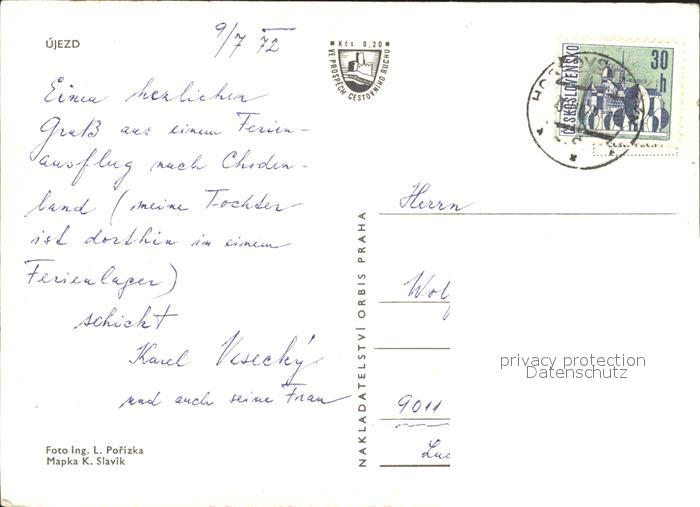 ÚJEZD
9/7 72
Kčs 0,20
VE PROSPĚCH CESTOVNÍHO RUCHU
ČESKOSLOVENSKO
30 h
Einen herzlichen
Gruß aus einem Ferien-
ausflug nach Choden-
land (meine Tochter
ist dorthin in einem
Ferienlager)
schickt
Karel Vesecký
und auch seine Frau
NAKLADATELSTVÍ ORBIS PRAHA
Herrn
Wolf
9011
privacy protection
Datenschutz
Foto Ing. L. Pořízka
Mapka K. Slavík